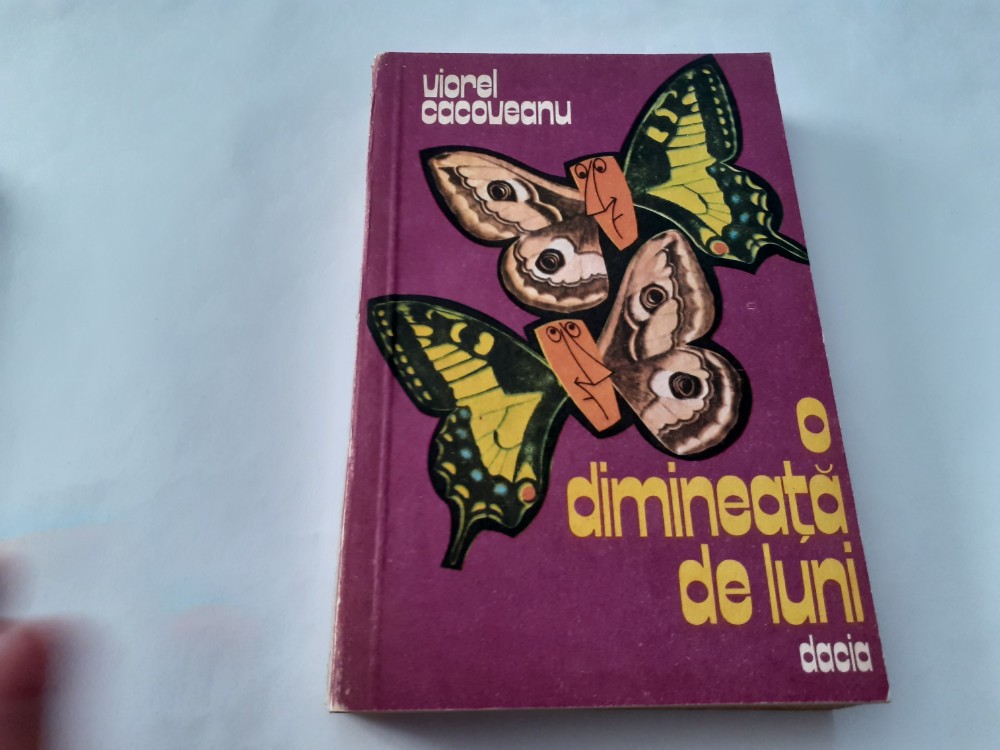 viorel
cacoveanu
o
dimineață
de luni
dacia